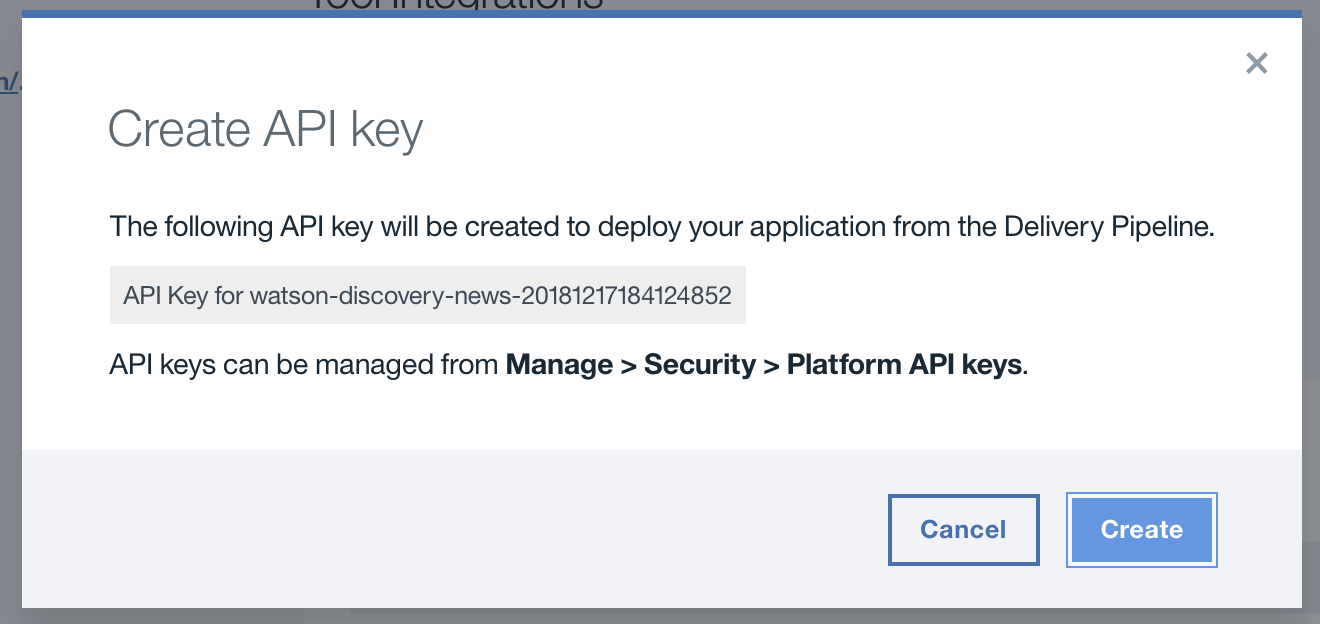 Tool Integrations
Create API key
The following API key will be created to deploy your application from the Delivery Pipeline.
API Key for watson-discovery-news-20181217184124852
API keys can be managed from Manage > Security > Platform API keys.
Cancel
Create